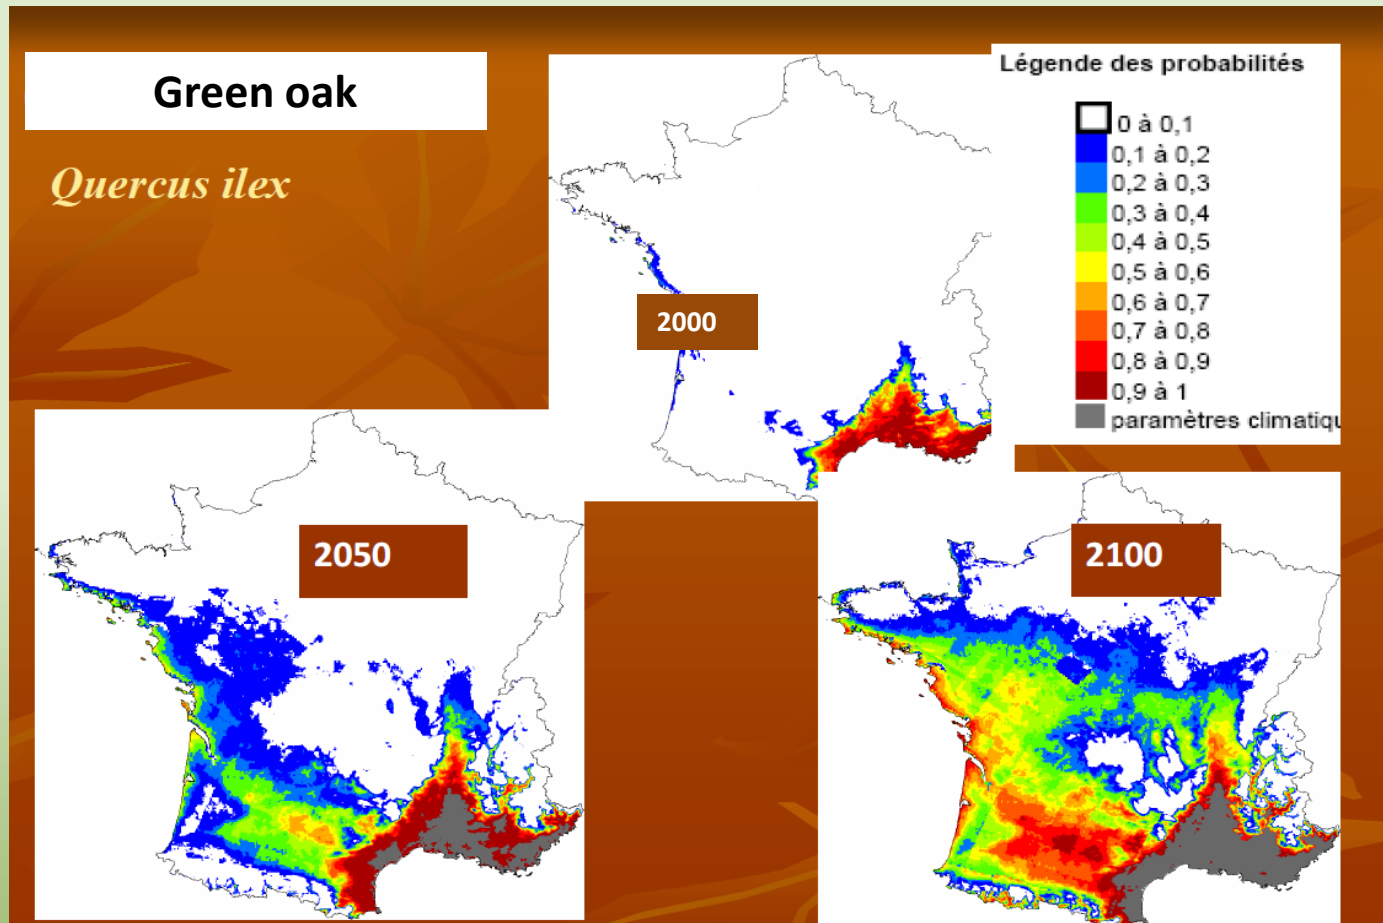 Green oak
Quercus ilex
Légende des probabilités
0 à 0,1
0,1 à 0,2
0,2 à 0,3
0,3 à 0,4
0,4 à 0,5
0,5 à 0,6
0,6 à 0,7
0,7 à 0,8
0,8 à 0,9
0,9 à 1
paramètres climatiqu
2000
2050
2100